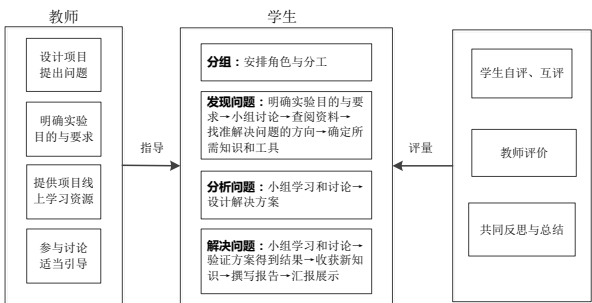 教师
设计项目
提出问题
明确实验
目的与要求
提供项目线
上学习资源
参与讨论
适当引导
指导
学生
分组：安排角色与分工
发现问题：明确实验目的与要
求→小组讨论→查阅资料→
找准解决问题的方向→确定所
需知识和工具
分析问题：小组学习和讨论→
设计解决方案
解决问题：小组学习和讨论→
验证方案得到结果→收获新知
识→撰写报告→汇报展示
评量
学生自评、互评
教师评价
共同反思与总结